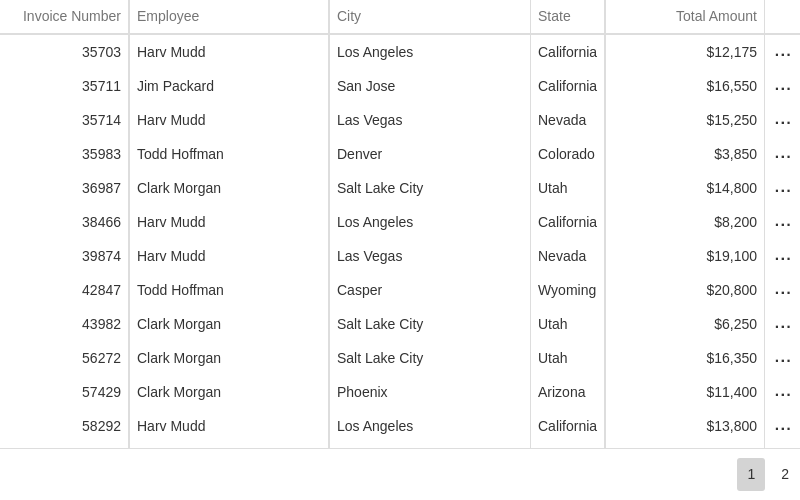 Invoice Number Employee City State Total Amount
35703 Harv Mudd Los Angeles California $12,175 ...
35711 Jim Packard San Jose California $16,550 ...
35714 Harv Mudd Las Vegas Nevada $15,250 ...
35983 Todd Hoffman Denver Colorado $3,850 ...
36987 Clark Morgan Salt Lake City Utah $14,800 ...
38466 Harv Mudd Los Angeles California $8,200 ...
39874 Harv Mudd Las Vegas Nevada $19,100 ...
42847 Todd Hoffman Casper Wyoming $20,800 ...
43982 Clark Morgan Salt Lake City Utah $6,250 ...
56272 Clark Morgan Salt Lake City Utah $16,350 ...
57429 Clark Morgan Phoenix Arizona $11,400 ...
58292 Harv Mudd Los Angeles California $13,800 ...
1 2